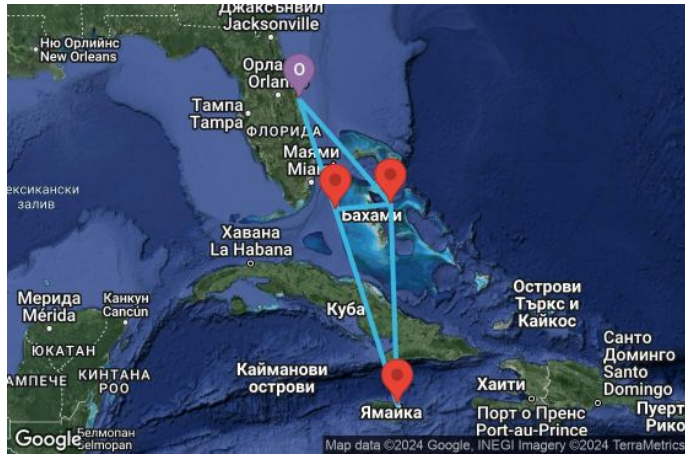 Джаксънвил
Jacksonville
Ню Орлийнс
New Orleans
Орла
Orlan
O
Тампа
Tampa
ФЛОРИДА
Маями
Miami
ексикански
залив
Бахами
Хавана
La Habana
Мерида
Mérida
Канкун
Cancún
Куба
Острови
Търкс и
Кайкос
ЮКАТАН
АМПЕЧЕ
КИНТАНА
РОО
Кайманови
острови
Санто
Доминго
Santo
Domingo
Хаити
Ямайка
Порт о Пренс
Port-au-Prince
Пуерт
Рико
Google
Белмопан
Belmopan
Map data ©2024 Google, INEGI Imagery ©2024 TerraMetrics